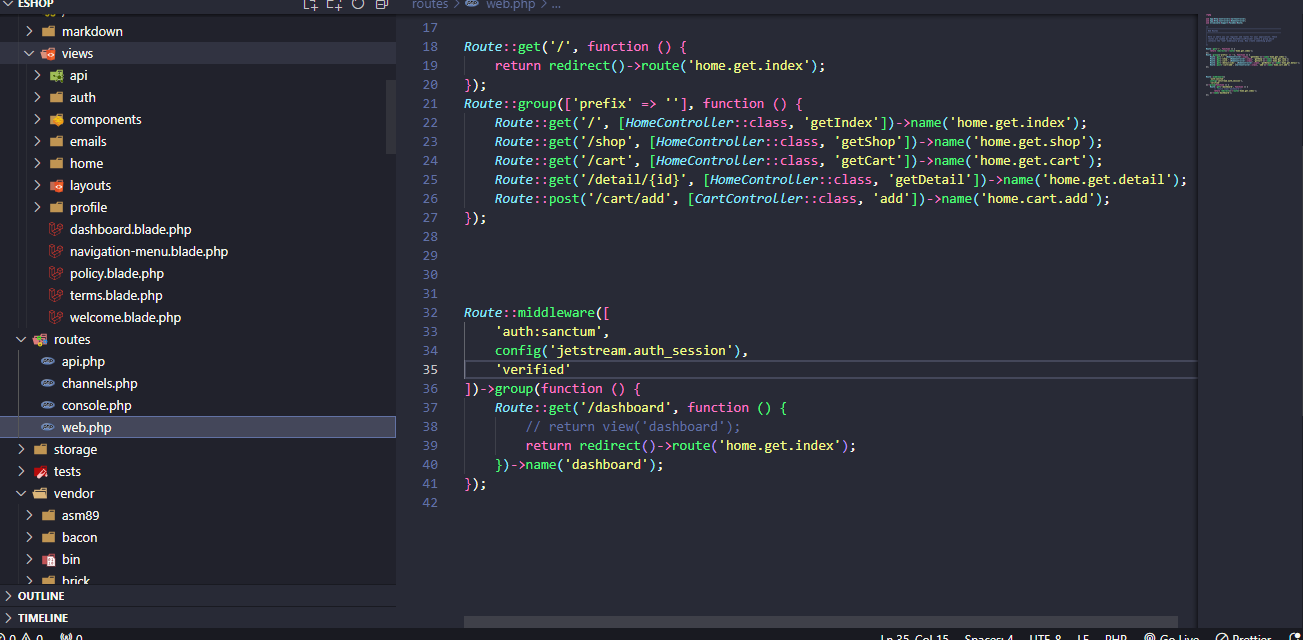 ESHOP
markdown
views
api
auth
components
emails
home
layouts
profile
dashboard.blade.php
navigation-menu.blade.php
policy.blade.php
terms.blade.php
welcome.blade.php
routes
api.php
channels.php
console.php
web.php
storage
tests
vendor
asm89
bacon
bin
brick
OUTLINE
TIMELINE
routes > web.php > ...
17
18 Route::get('/', function () {
19 return redirect()->route('home.get.index');
20 });
21 Route::group(['prefix' => ''], function () {
22 Route::get('/', [HomeController::class, 'getIndex'])->name('home.get.index');
23 Route::get('/shop', [HomeController::class, 'getShop'])->name('home.get.shop');
24 Route::get('/cart', [HomeController::class, 'getCart'])->name('home.get.cart');
25 Route::get('/detail/{id}', [HomeController::class, 'getDetail'])->name('home.get.detail');
26 Route::post('/cart/add', [CartController::class, 'add'])->name('home.cart.add');
27 });
28
29
30
31
32 Route::middleware([
33 'auth:sanctum',
34 config('jetstream.auth_session'),
35 'verified'
36 ])->group(function () {
37 Route::get('/dashboard', function () {
38 // return view('dashboard');
39 return redirect()->route('home.get.index');
40 })->name('dashboard');
41 });
42
0 0 0 Ln 35, Col 15 Spaces: 4 UTF-8 LF PHP Go Live Prettier